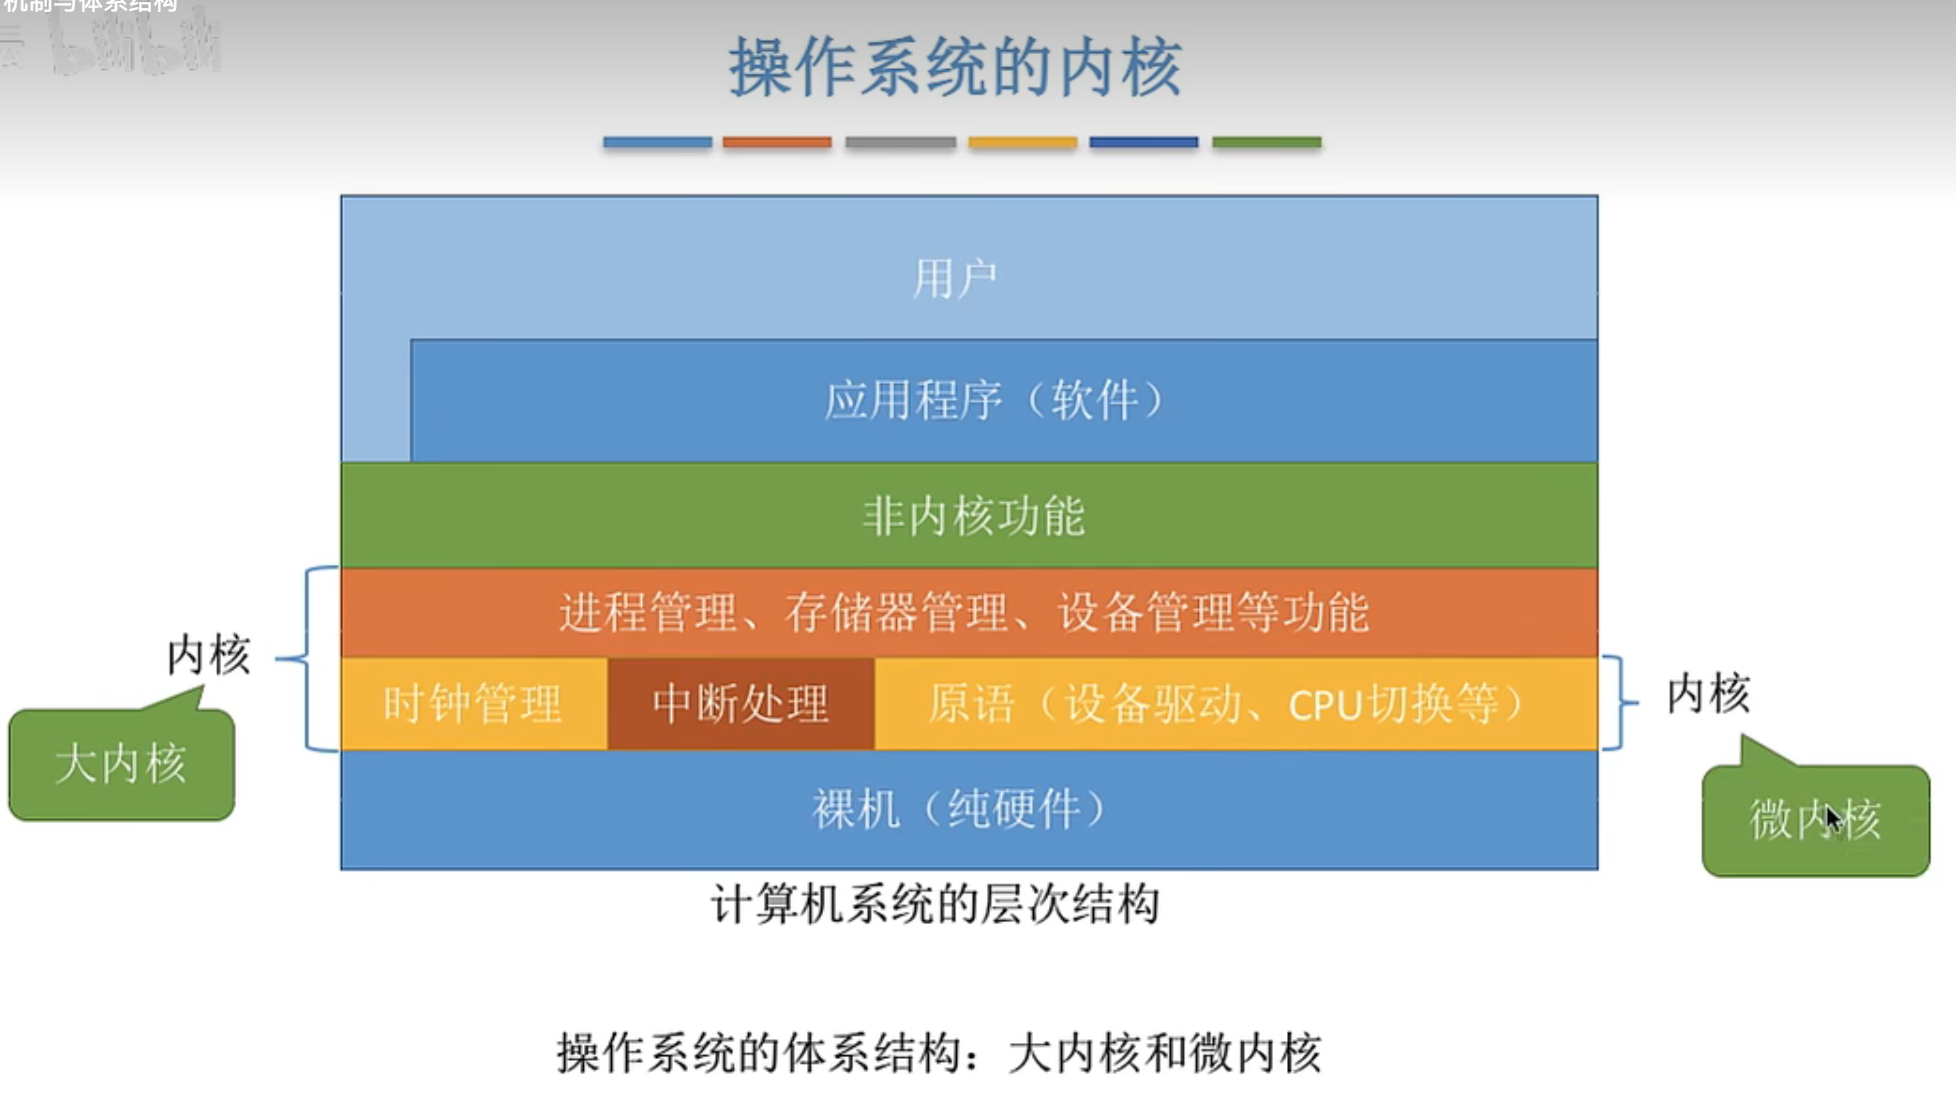 机制与体系结构
bilibili
操作系统的内核
用户
应用程序（软件）
非内核功能
进程管理、存储器管理、设备管理等功能
内核
时钟管理
中断处理
原语（设备驱动、CPU切换等）
内核
大内核
微内核
裸机（纯硬件）
计算机系统的层次结构
操作系统的体系结构：大内核和微内核